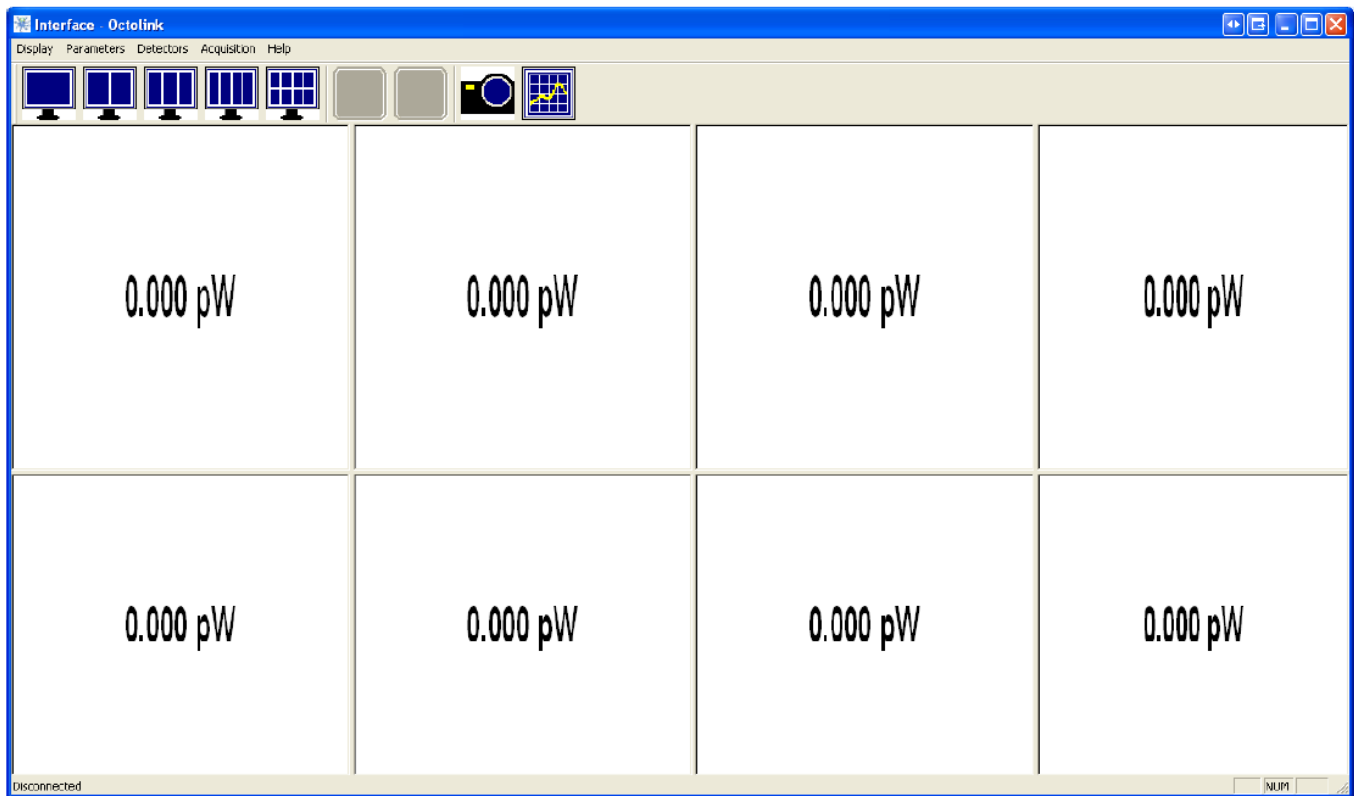 Interface - Octolink
Display Parameters Detectors Acquisition Help
0.000 pW 0.000 pW 0.000 pW 0.000 pW
0.000 pW 0.000 pW 0.000 pW 0.000 pW
Disconnected NUM